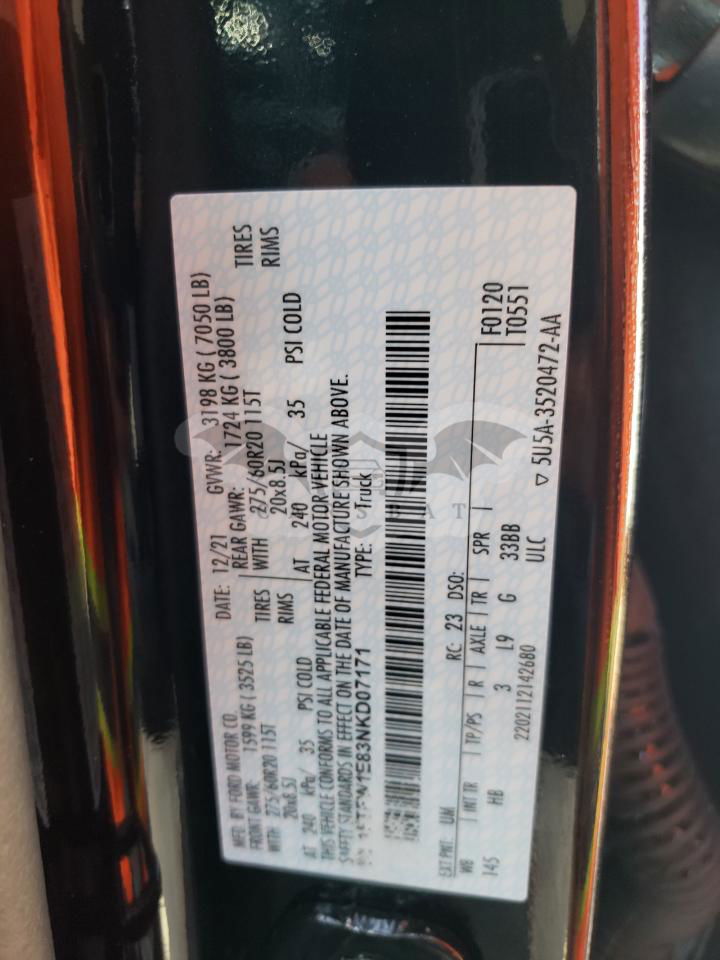 MFD. BY FORD MOTOR CO.
DATE: 12/21 GVWR: 3198 KG ( 7050 LB)
FRONT GAWR: 1599 KG ( 3525 LB) REAR GAWR: 1724 KG ( 3800 LB)
WITH 275/60R20 115T TIRES WITH 275/60R20 115T TIRES
20x8.5J RIMS 20x8.5J RIMS
AT 240 kPa/ 35 PSI COLD AT 240 kPa/ 35 PSI COLD
THIS VEHICLE CONFORMS TO ALL APPLICABLE FEDERAL MOTOR VEHICLE
SAFETY STANDARDS IN EFFECT ON THE DATE OF MANUFACTURE SHOWN ABOVE.
1FTFW1E83NKD07171 TYPE: Truck
EXT PNT: UM RC: 23 DSO:
WB INT TR TP/PS R AXLE TR SPR F0120
T0551
145 HB 3 L9 G 33BB
2202112142680 ULC
▽ 5U5A-3520472-AA